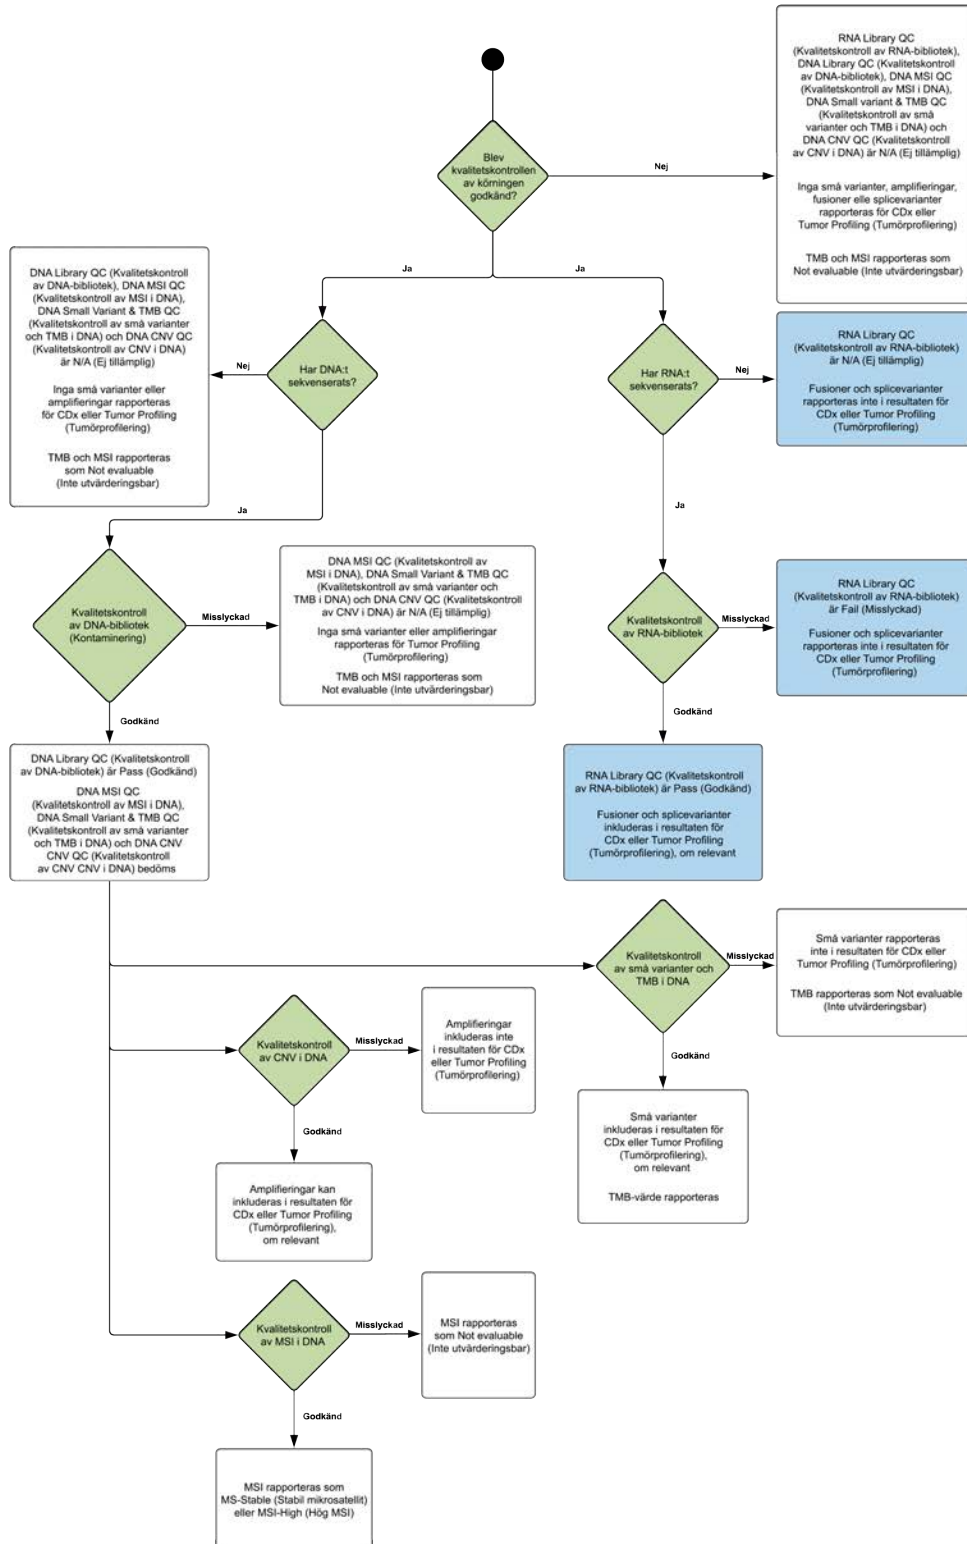 RNA Library QC
(Kvalitetskontroll av RNA-bibliotek),
DNA Library QC (Kvalitetskontroll
av DNA-bibliotek), DNA MSI QC
(Kvalitetskontroll av MSI i DNA),
DNA Small variant & TMB QC
(Kvalitetskontroll av små
varianter och TMB i DNA) och
DNA CNV QC (Kvalitetskontroll
av CNV i DNA) är N/A (Ej tillämplig)
Inga små varianter, amplifieringar,
fusioner elle splicevarianter
rapporteras för CDx eller
Tumor Profiling (Tumörprofilering)
TMB och MSI rapporteras som
Not evaluable (Inte utvärderingsbar)
Blev
kvalitetskontrollen
av körningen
godkänd?
Nej
Ja
Ja
DNA Library QC (Kvalitetskontroll
av DNA-bibliotek), DNA MSI QC
(Kvalitetskontroll av MSI i DNA),
DNA Small Variant & TMB QC
(Kvalitetskontroll av små varianter
och TMB i DNA) och DNA CNV QC
(Kvalitetskontroll av CNV i DNA)
är N/A (Ej tillämplig)
Inga små varianter eller
amplifieringar rapporteras
för CDx eller Tumor Profiling
(Tumörprofilering)
TMB och MSI rapporteras
som Not evaluable
(Inte utvärderingsbar)
Nej
Har DNA:t
sekvenserats?
Har RNA:t
sekvenserats?
Nej
RNA Library QC
(Kvalitetskontroll av RNA-bibliotek)
är N/A (Ej tillämplig)
Fusioner och splicevarianter
rapporteras inte i resultaten för
CDx eller Tumor Profiling
(Tumörprofilering)
Ja
Ja
Kvalitetskontroll
av DNA-bibliotek
(Kontaminering)
Misslyckad
DNA MSI QC (Kvalitetskontroll av
MSI i DNA), DNA Small Variant & TMB QC
(Kvalitetskontroll av små varianter och
TMB i DNA) och DNA CNV QC (Kvalitetskontroll
av CNV i DNA) är N/A (Ej tillämplig)
Inga små varianter eller amplifieringar
rapporteras för Tumor Profiling
(Tumörprofilering)
TMB och MSI rapporteras som
Not evaluable (Inte utvärderingsbar)
Kvalitetskontroll
av RNA-bibliotek
Misslyckad
RNA Library QC
(Kvalitetskontroll av RNA-bibliotek)
är Fail (Misslyckad)
Fusioner och splicevarianter
rapporteras inte i resultaten för
CDx eller Tumor Profiling
(Tumörprofilering)
Godkänd
Godkänd
DNA Library QC (Kvalitetskontroll
av DNA-bibliotek) är Pass (Godkänd)
DNA MSI QC
(Kvalitetskontroll av MSI i DNA),
DNA Small Variant & TMB QC
(Kvalitetskontroll av små varianter
och TMB i DNA) och DNA CNV
CNV QC (Kvalitetskontroll
av CNV CNV i DNA) bedöms
RNA Library QC (Kvalitetskontroll
av RNA-bibliotek) är Pass (Godkänd)
Fusioner och splicevarianter
inkluderas i resultaten för
CDx eller Tumor Profiling
(Tumörprofilering), om relevant
Kvalitetskontroll
av små varianter och
TMB i DNA
Misslyckad
Små varianter rapporteras
inte i resultaten för CDx eller
Tumor Profiling (Tumörprofilering)
TMB rapporteras som Not evaluable
(Inte utvärderingsbar)
Kvalitetskontroll
av CNV i DNA
Misslyckad
Amplifieringar
inkluderas inte
i resultaten för CDx
eller Tumor Profiling
(Tumörprofilering)
Godkänd
Godkänd
Små varianter
inkluderas i resultaten för
CDx eller Tumor Profiling
(Tumörprofilering),
om relevant
TMB-värde rapporteras
Amplifieringar kan
inkluderas i resultaten för
CDx eller Tumor Profiling
(Tumörprofilering),
om relevant
Kvalitetskontroll
av MSI i DNA
Misslyckad
MSI rapporteras
som Not evaluable
(Inte utvärderingsbar)
Godkänd
MSI rapporteras som
MS-Stable (Stabil mikrosatellit)
eller MSI-High (Hög MSI)